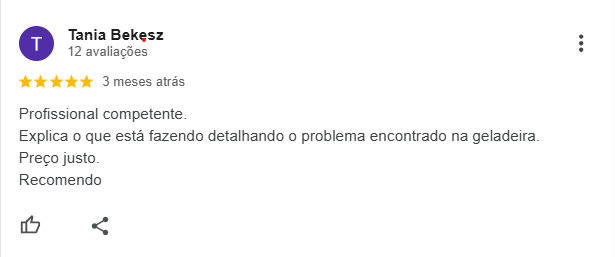 T
Tania Bekesz
12 avaliações
3 meses atrás
Profissional competente.
Explica o que está fazendo detalhando o problema encontrado na geladeira.
Preço justo.
Recomendo